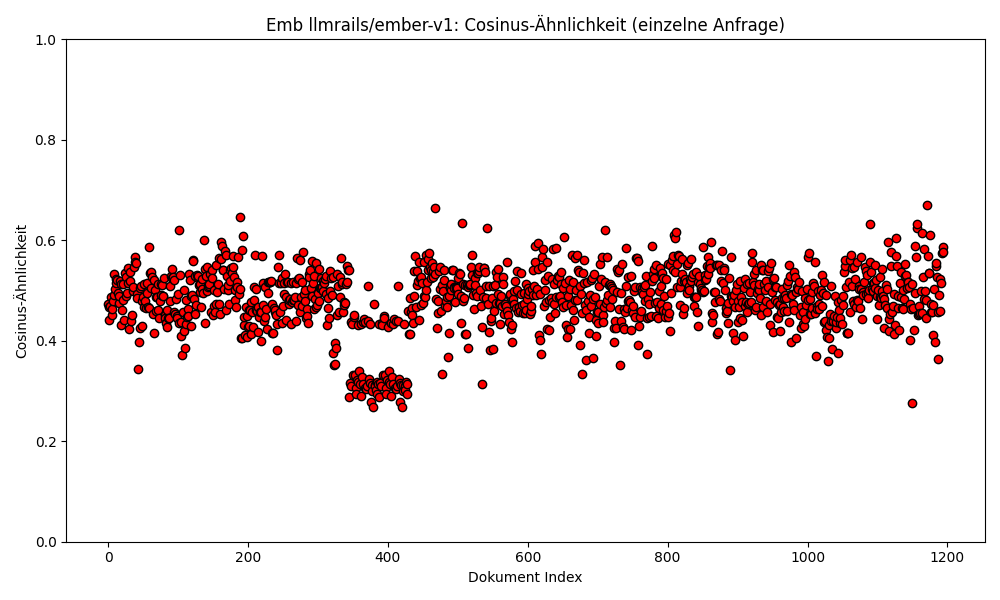 Emb llmrails/ember-v1: Cosinus-Ähnlichkeit (einzelne Anfrage)
1.0
0.8
0.6
0.4
0.2
0.0
Cosinus-Ähnlichkeit
0 200 400 600 800 1000 1200
Dokument Index